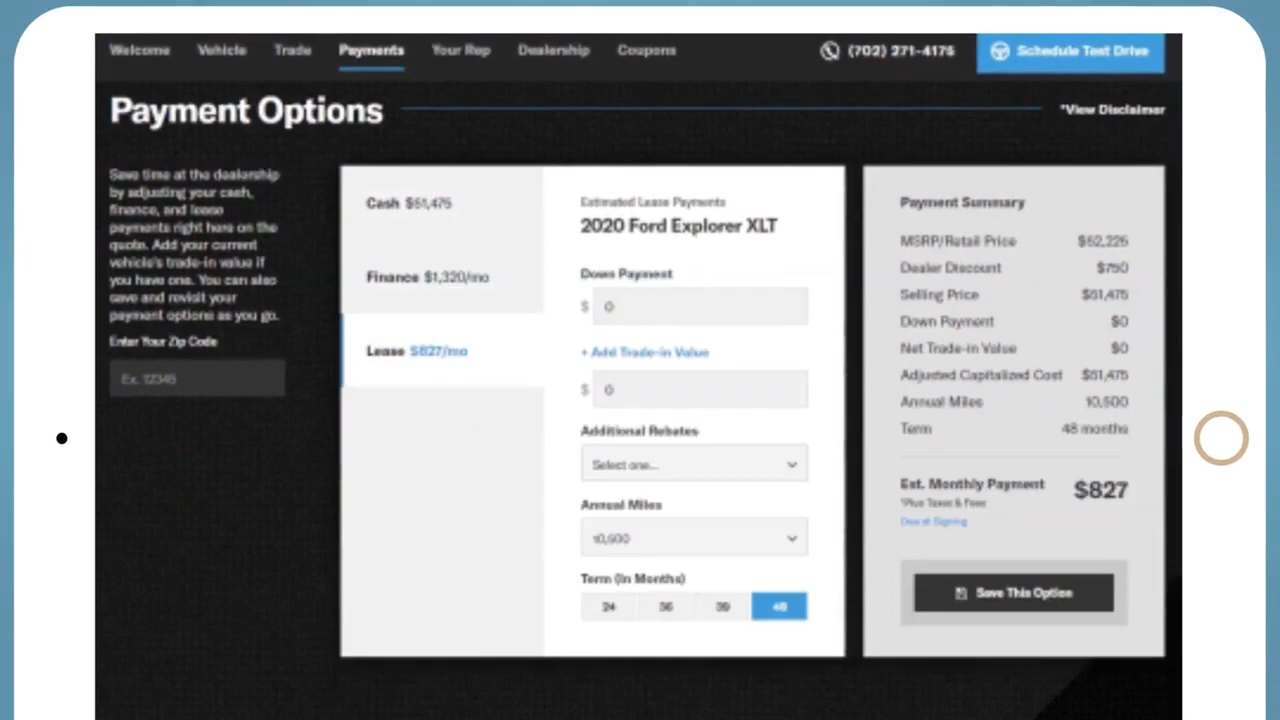 Welcome Vehicle Trade Payments Your Rep Dealership Coupons (702) 271-4175 Schedule Test Drive
Payment Options
*View Disclaimer
Save time at the dealership
by adjusting your cash,
finance, and lease
payments right here on the
quote. Add your current
vehicle's trade-in value if
you have one. You can also
save and revisit your
payment options as you go.
Enter Your Zip Code
Ex. 12345
Cash $51,475
Finance $1,320/mo
Lease $827/mo
Estimated Lease Payments
2020 Ford Explorer XLT
Down Payment
$ 0
+ Add Trade-in Value
$ 0
Additional Rebates
Select one...
Annual Miles
10,500
Term (in Months)
24 36 39 48
Payment Summary
MSRP/Retail Price $52,225
Dealer Discount $750
Selling Price $51,475
Down Payment $0
Net Trade-in Value $0
Adjusted Capitalized Cost $51,475
Annual Miles 10,500
Term 48 months
Est. Monthly Payment $827
*Plus Taxes & Fees
Due at Signing
Save This Option